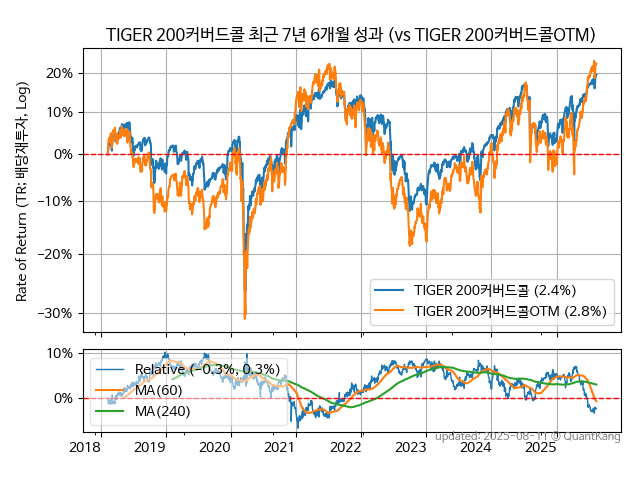 TIGER 200커버드콜 최근 7년 6개월 성과 (vs TIGER 200커버드콜OTM)
Rate of Return (TR: 배당재투자, Log)
20%
10%
0%
−10%
−20%
−30%
TIGER 200커버드콜 (2.4%)
TIGER 200커버드콜OTM (2.8%)
10%
0%
Relative (−0.3%, 0.3%)
MA(60)
MA(240)
2018 2019 2020 2021 2022 2023 2024 2025
updated: 2025-08-11 © QuantKang